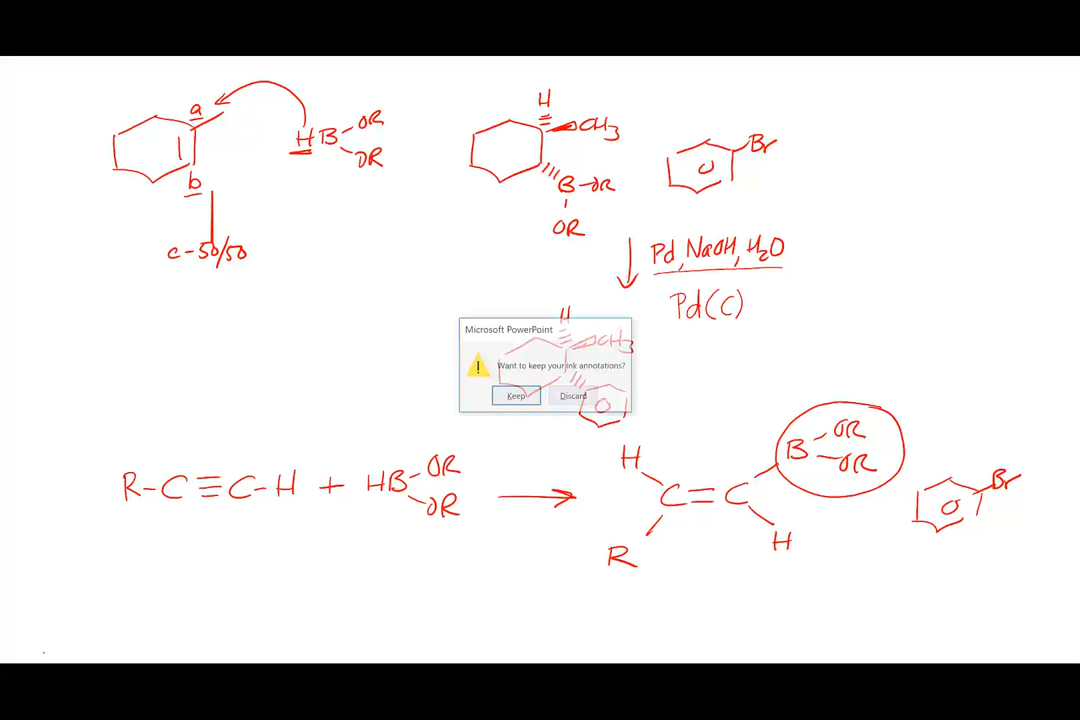 a
HB
OR
OR
b
c-50/50
H
CH3
B-OR
OR
Br
Pd, NaOH, H2O
Pd(C)
H
CH3
Microsoft PowerPoint
Want to keep your ink annotations?
Keep
Discard
R-C≡C-H + HB
OR
OR
H
C=C
R
H
B
OR
OR
Br